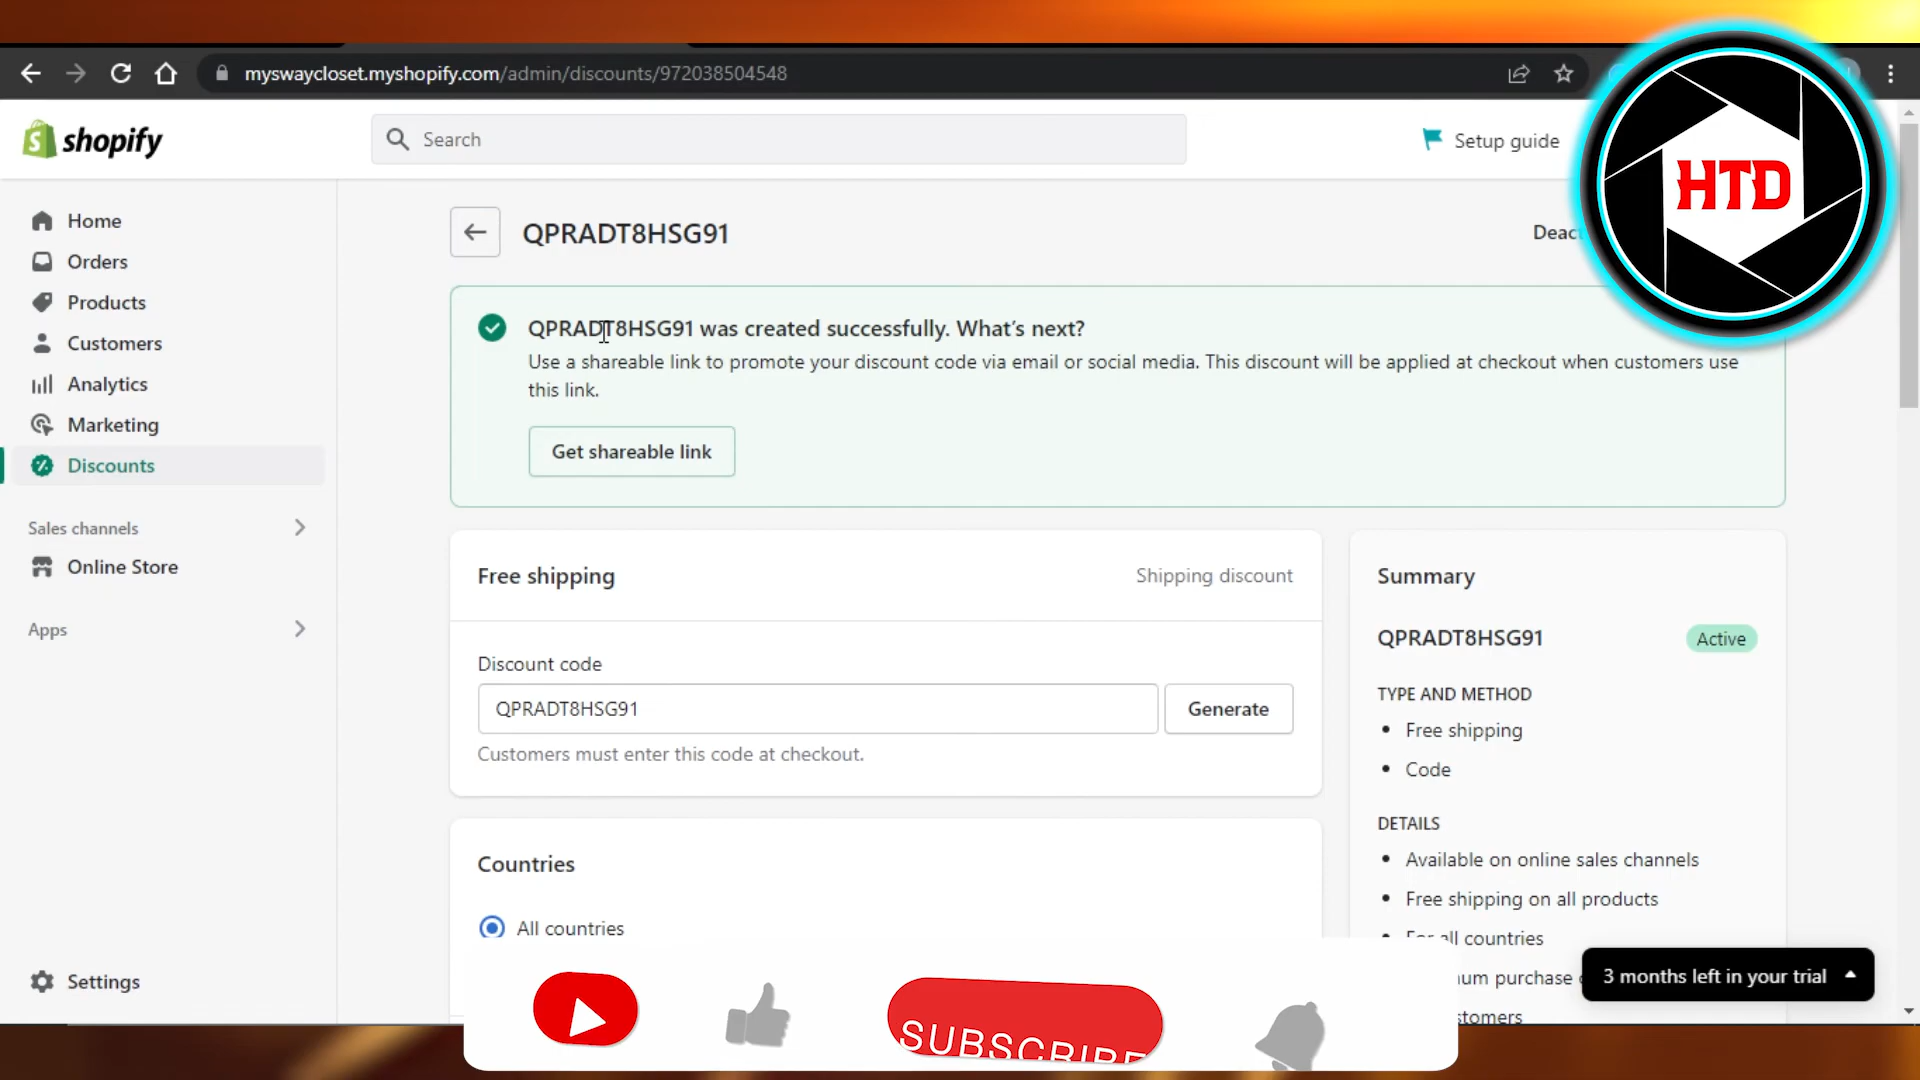 myswaycloset.myshopify.com/admin/discounts/972038504548
shopify
Search
Setup guide
HTD
Home
Orders
Products
Customers
Analytics
Marketing
Discounts
Sales channels
Online Store
Apps
Settings
QPRADT8HSG91
QPRADT8HSG91 was created successfully. What's next?
Use a shareable link to promote your discount code via email or social media. This discount will be applied at checkout when customers use
this link.
Get shareable link
Free shipping
Shipping discount
Discount code
QPRADT8HSG91
Generate
Customers must enter this code at checkout.
Countries
All countries
Summary
QPRADT8HSG91
Active
TYPE AND METHOD
Free shipping
Code
DETAILS
Available on online sales channels
Free shipping on all products
For all countries
purchase
3 months left in your trial
SUBSCRIBE